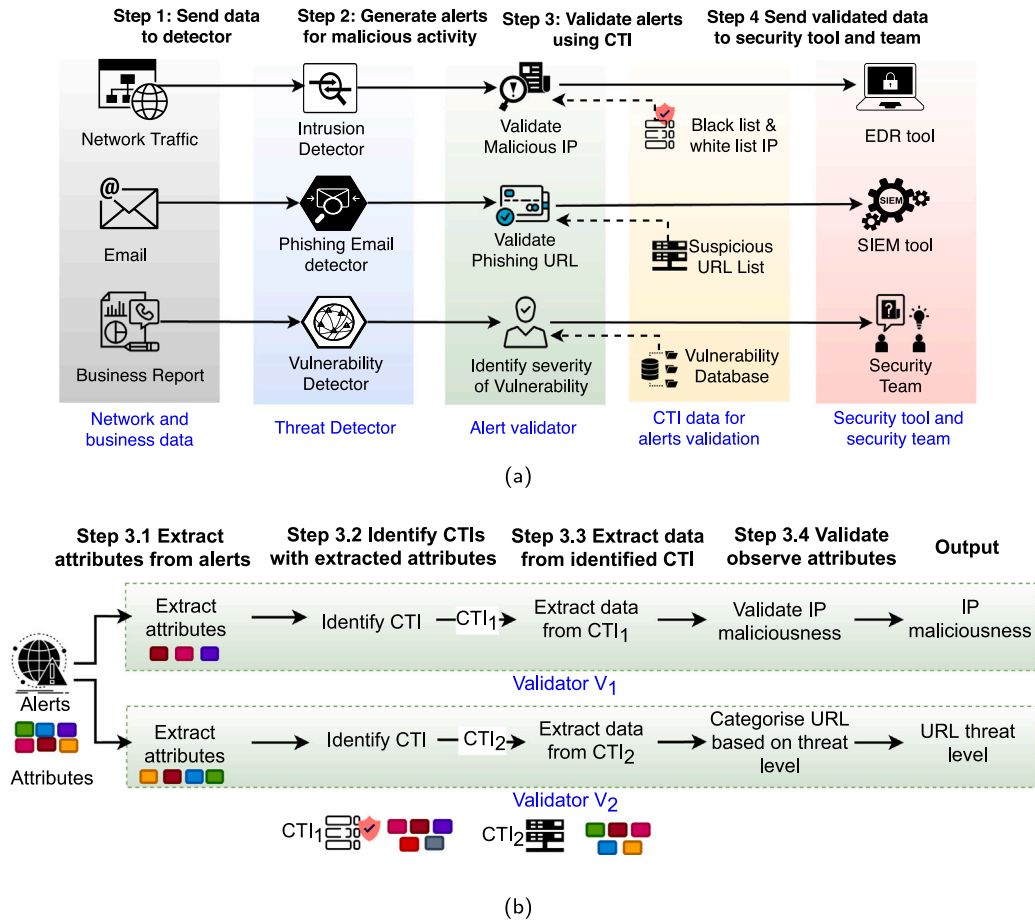 Step 1: Send data
to detector
Step 2: Generate alerts
for malicious activity
Step 3: Validate alerts
using CTI
Step 4 Send validated data
to security tool and team
Network Traffic
Intrusion
Detector
Validate
Malicious IP
Black list &
white list IP
EDR tool
@
Email
Phishing Email
detector
Validate
Phishing URL
Suspicious
URL List
SIEM
SIEM tool
Business Report
Vulnerability
Detector
Identify severity
of Vulnerability
Vulnerability
Database
Security
Team
Network and
business data
Threat Detector
Alert validator
CTI data for
alerts validation
Security tool and
security team
(a)
Step 3.1 Extract
attributes from alerts
Step 3.2 Identify CTIs
with extracted attributes
Step 3.3 Extract data
from identified CTI
Step 3.4 Validate
observe attributes
Output
Extract
attributes
Identify CTI
CTI1
Extract data
from CTI1
Validate IP
maliciousness
IP
maliciousness
Validator V1
Alerts
Attributes
Extract
attributes
Identify CTI
CTI2
Extract data
from CTI2
Categorise URL
based on threat
level
URL threat
level
Validator V2
CTI1
CTI2
(b)